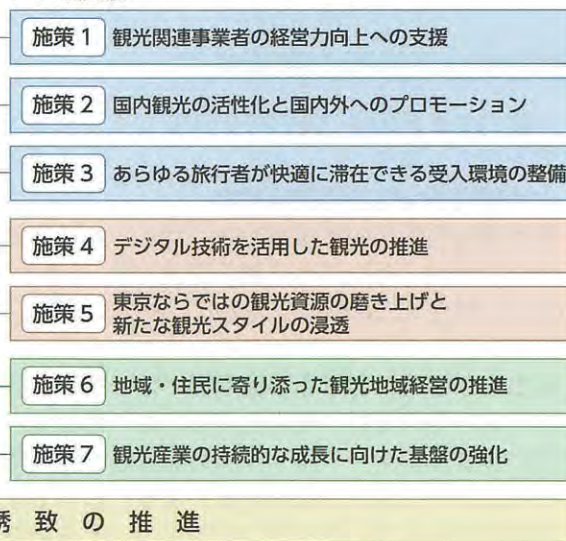 施策1 観光関連事業者の経営力向上への支援
施策2 国内観光の活性化と国内外へのプロモーション
施策3 あらゆる旅行者が快適に滞在できる受入環境の整備
施策4 デジタル技術を活用した観光の推進
施策5 東京ならではの観光資源の磨き上げと
新たな観光スタイルの浸透
施策6 地域・住民に寄り添った観光地域経営の推進
施策7 観光産業の持続的な成長に向けた基盤の強化
誘致の推進